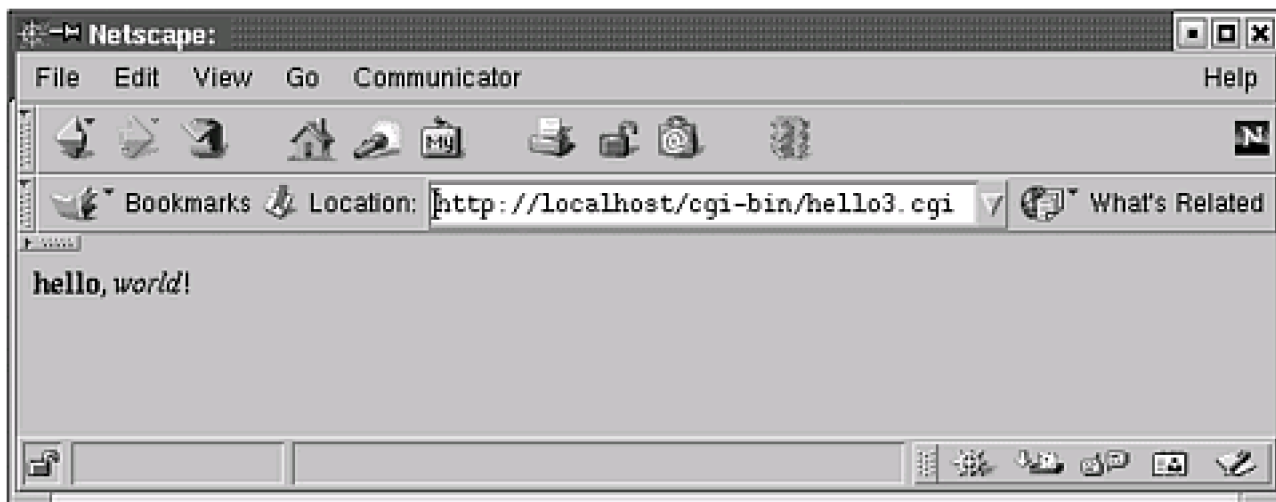 Netscape:
File Edit View Go Communicator Help
My @ N
Bookmarks Location: http://localhost/cgi-bin/hello3.cgi What's Related
hello, world!